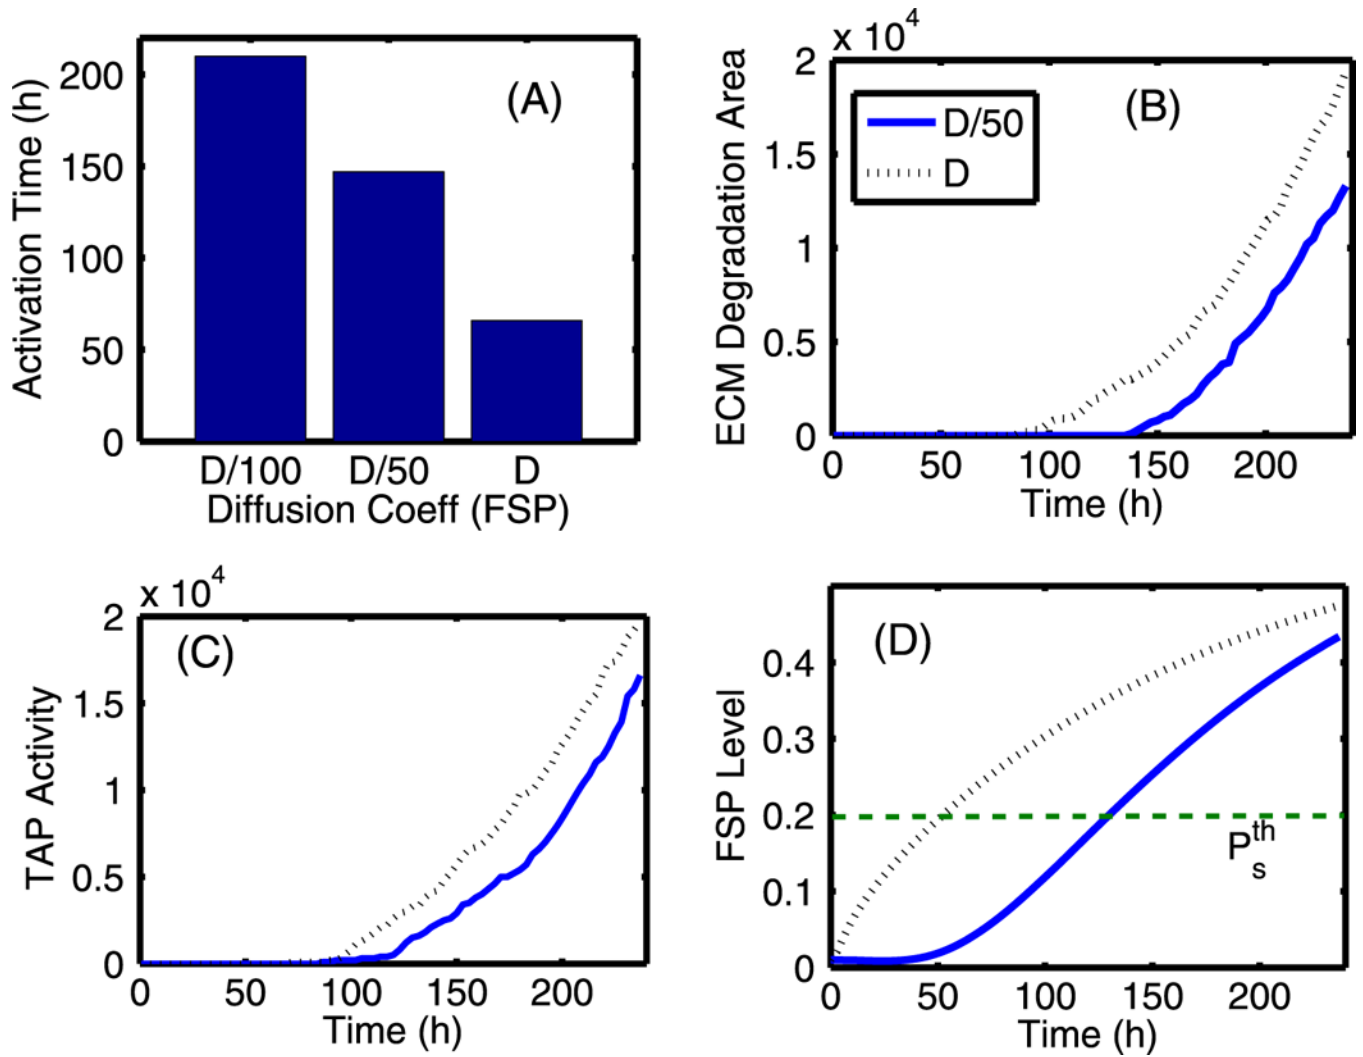 (A)
Activation Time (h)
200
150
100
50
0
D/100 D/50 D
Diffusion Coeff (FSP)
x 10^4
(B)
ECM Degradation Area
2
1.5
1
0.5
0
D/50
D
0 50 100 150 200
Time (h)
x 10^4
(C)
TAP Activity
2
1.5
1
0.5
0
0 50 100 150 200
Time (h)
(D)
FSP Level
0.4
0.3
0.2
0.1
0
P_s^th
0 50 100 150 200
Time (h)